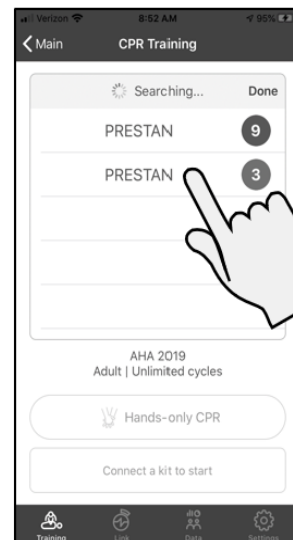 Verizon 8:52 AM 95%
Main CPR Training
Searching... Done
PRESTAN 9
PRESTAN 3
AHA 2019
Adult | Unlimited cycles
Hands-only CPR
Connect a kit to start
Training Link Data Settings